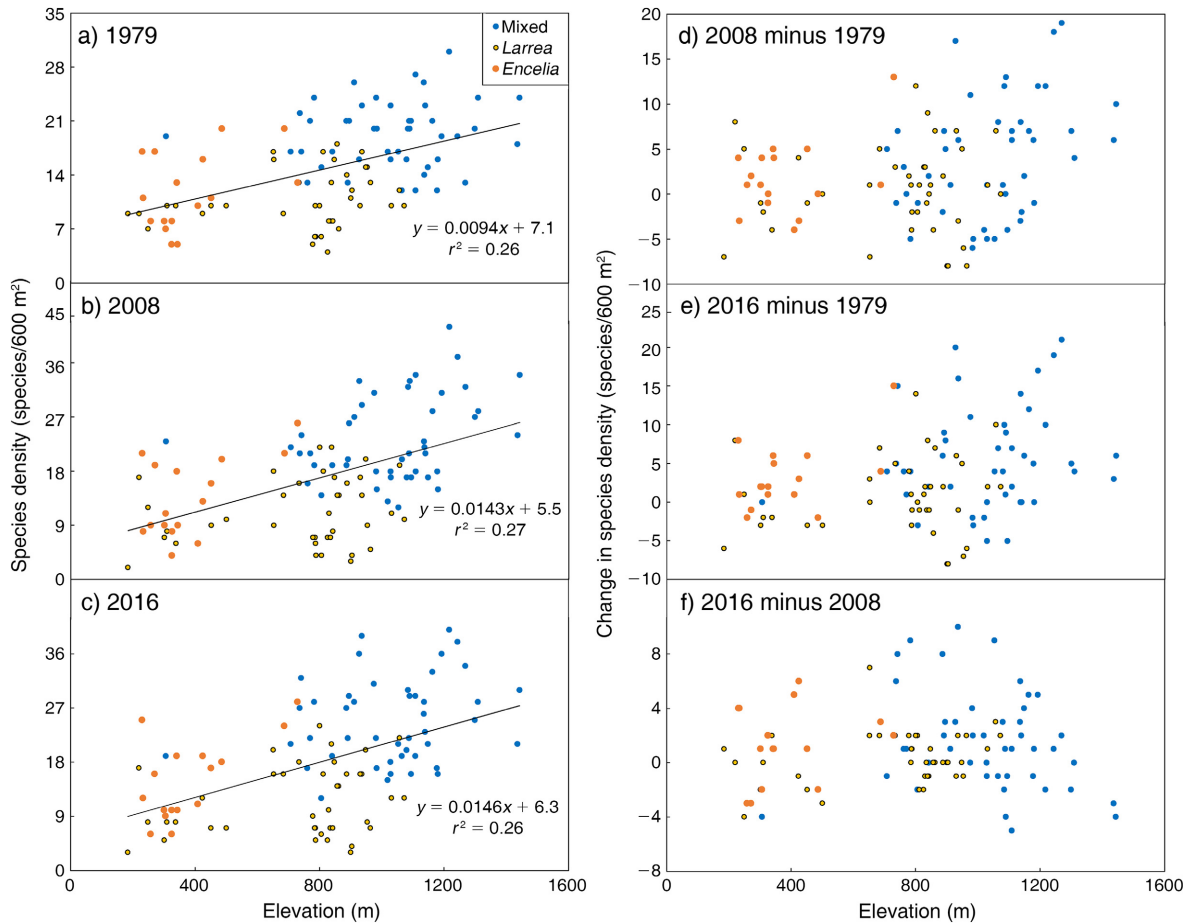 a) 1979
Mixed
Larrea
Encelia
35
28
21
14
7
0
y = 0.0094x + 7.1
r² = 0.26
b) 2008
45
36
27
18
9
0
y = 0.0143x + 5.5
r² = 0.27
c) 2016
36
27
18
9
0
y = 0.0146x + 6.3
r² = 0.26
Species density (species/600 m²)
0 400 800 1200 1600
Elevation (m)
d) 2008 minus 1979
20
15
10
5
0
−5
−10
e) 2016 minus 1979
25
20
15
10
5
0
−5
−10
f) 2016 minus 2008
8
4
0
−4
−8
Change in species density (species/600 m²)
0 400 800 1200 1600
Elevation (m)